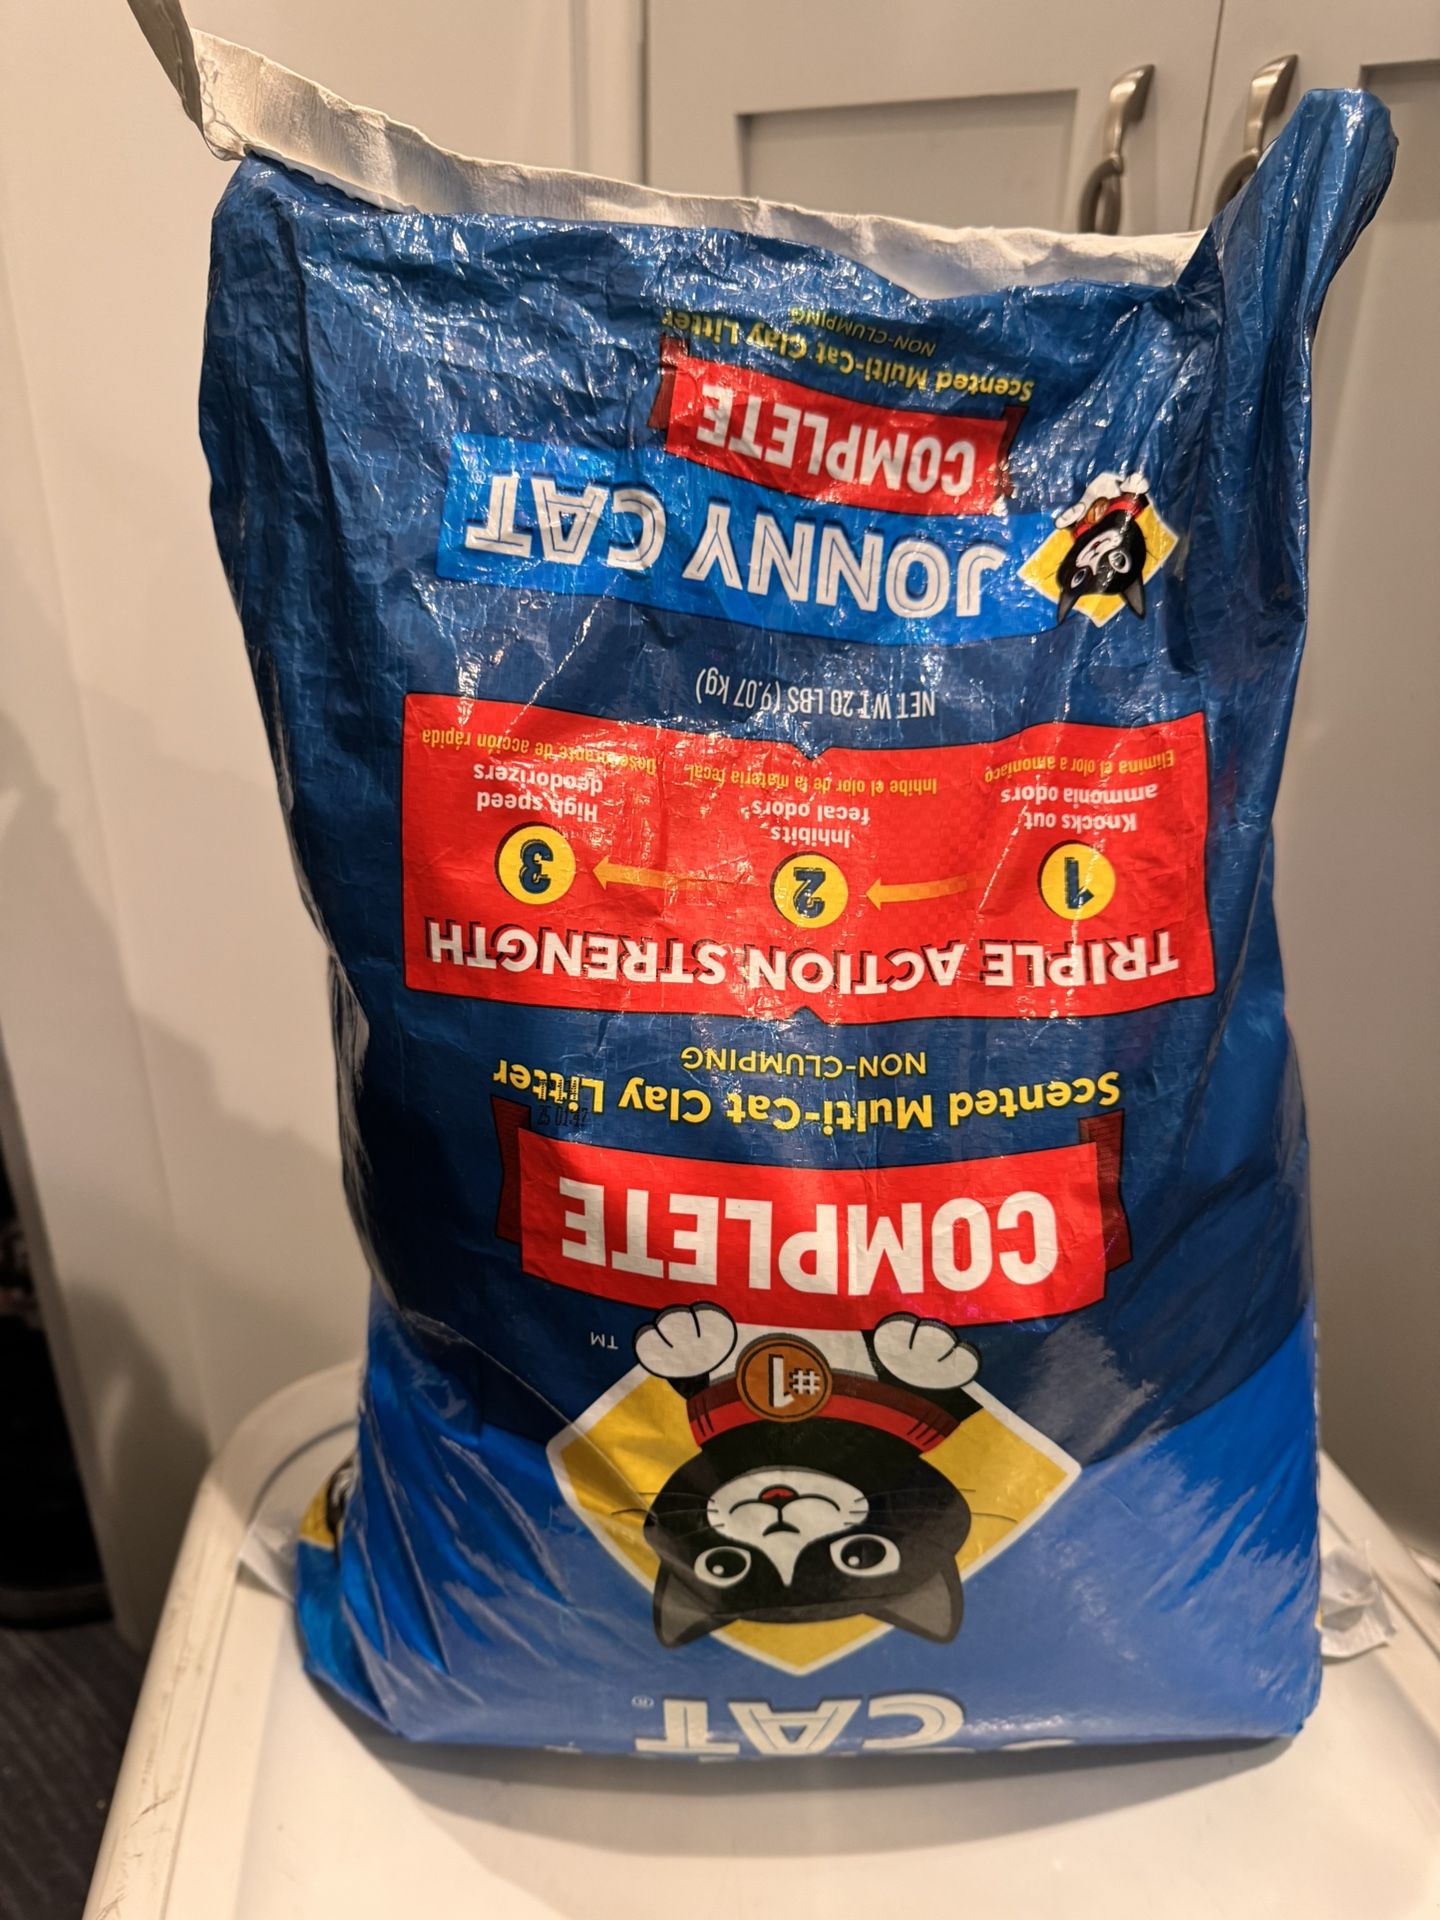 CAT®
#1
TM
COMPLETE
Scented Multi-Cat Clay Litter
NON-CLUMPING
25 01:47
TRIPLE ACTION STRENGTH
1
2
3
Knocks out
ammonia odors
Elimina el olor a amoníaco
Inhibits
fecal odors
Inhibe el olor de la materia fecal
High speed
deodorizers
Desodorante de acción rápida
NET WT 20 LBS (9.07 kg)
JONNY CAT
COMPLETE
Scented Multi-Cat Clay Litter
NON-CLUMPING